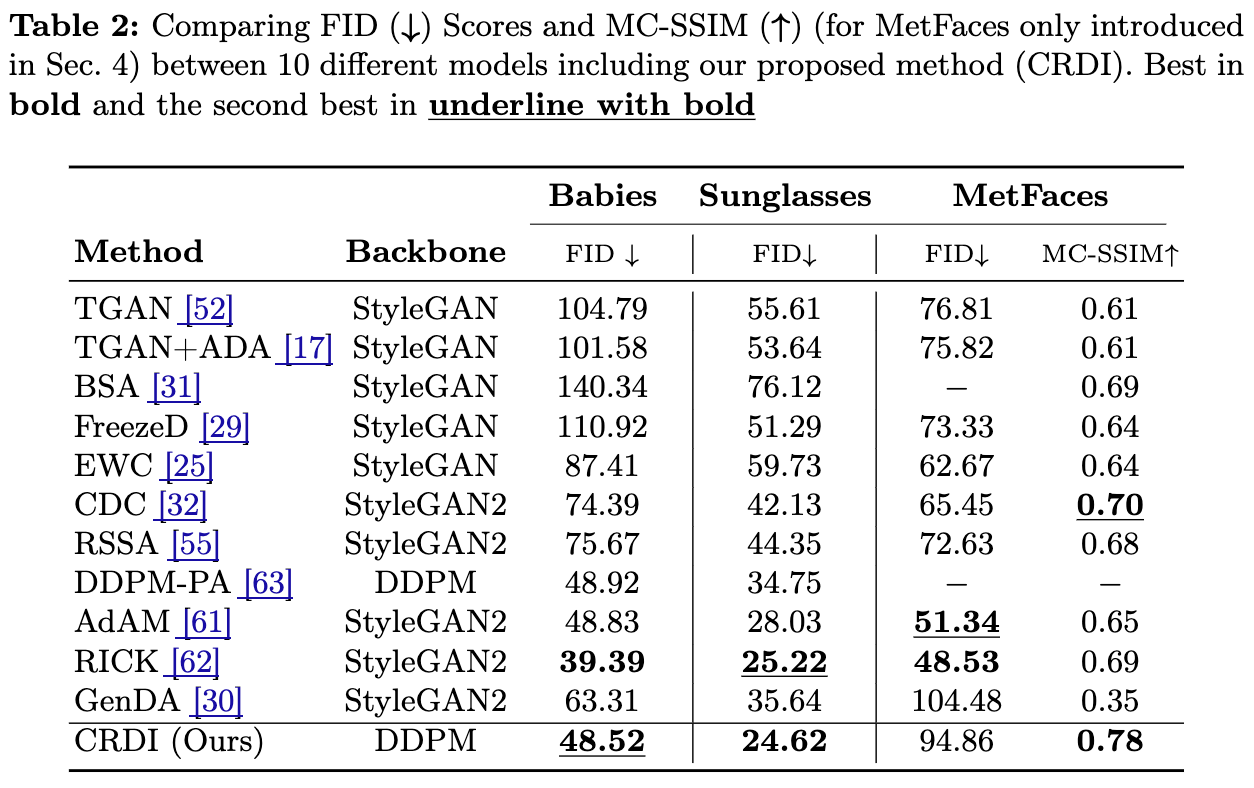 Table 2: Comparing FID (↓) Scores and MC-SSIM (↑) (for MetFaces only introduced
in Sec. 4) between 10 different models including our proposed method (CRDI). Best in
bold and the second best in underline with bold
Babies Sunglasses MetFaces
Method Backbone FID ↓ FID↓ FID↓ MC-SSIM↑
TGAN [52] StyleGAN 104.79 55.61 76.81 0.61
TGAN+ADA [17] StyleGAN 101.58 53.64 75.82 0.61
BSA [31] StyleGAN 140.34 76.12 – 0.69
FreezeD [29] StyleGAN 110.92 51.29 73.33 0.64
EWC [25] StyleGAN 87.41 59.73 62.67 0.64
CDC [32] StyleGAN2 74.39 42.13 65.45 0.70
RSSA [55] StyleGAN2 75.67 44.35 72.63 0.68
DDPM-PA [63] DDPM 48.92 34.75 – –
AdAM [61] StyleGAN2 48.83 28.03 51.34 0.65
RICK [62] StyleGAN2 39.39 25.22 48.53 0.69
GenDA [30] StyleGAN2 63.31 35.64 104.48 0.35
CRDI (Ours) DDPM 48.52 24.62 94.86 0.78